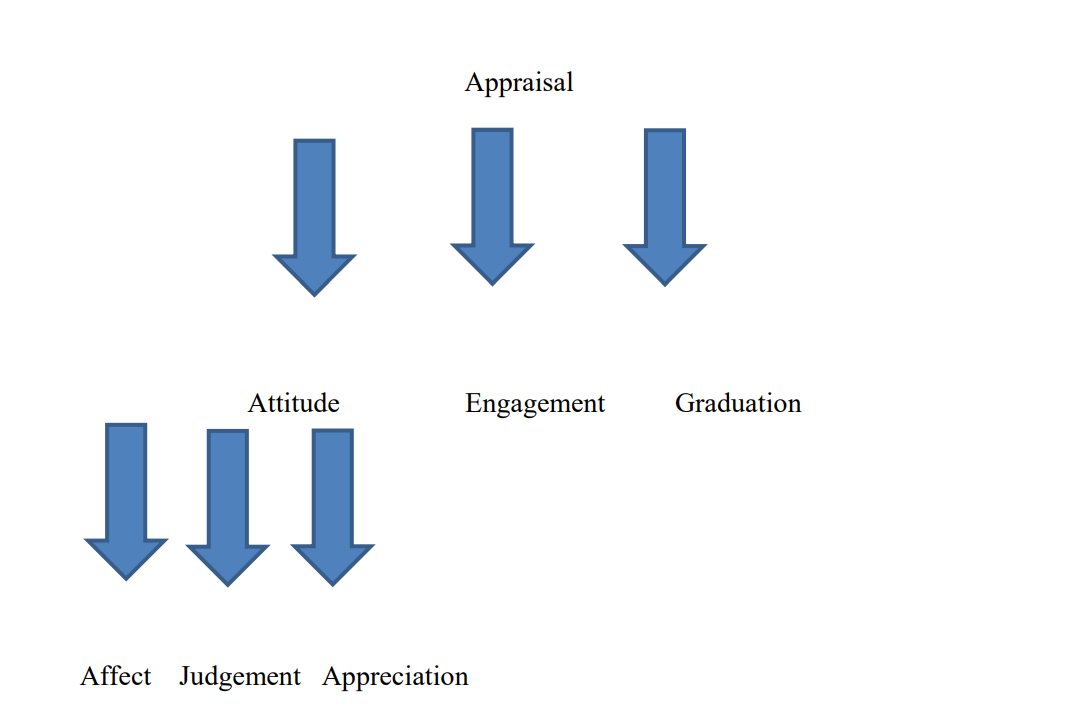 Appraisal
Attitude Engagement Graduation
Affect Judgement Appreciation